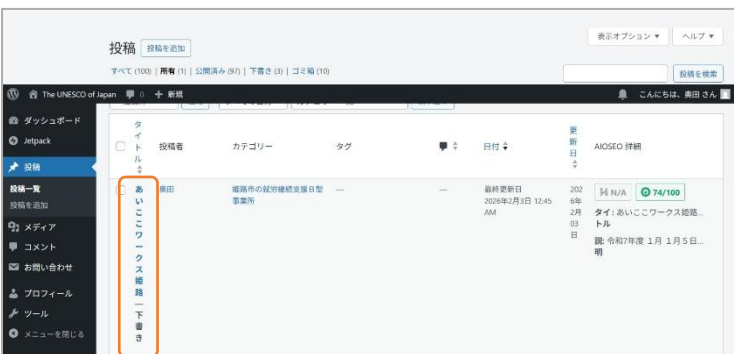 表示オプション ▼
ヘルプ ▼
投稿 投稿を追加
すべて (100) | 所有 (1) | 公開済み (97) | 下書き (3) | ゴミ箱 (10)
投稿を検索
The UNESCO of Japan 0 + 新規
こんにちは、奥田 さん
ダッシュボード
Jetpack
投稿
投稿一覧
投稿を追加
メディア
コメント
お問い合わせ
プロフィール
ツール
メニューを閉じる
タイトル
投稿者
カテゴリー
タグ
日付
更新日
AIOSEO 詳細
あいここワークス姫路 — 下書き
奥田
姫路市の就労継続支援B型
事業所
—
—
最終更新日
2026年2月3日 12:45
AM
202
6年
2月
03
日
N/A
74/100
タイ: あいここワークス姫路...
トル
説: 令和7年度 1月 1月5日...
明